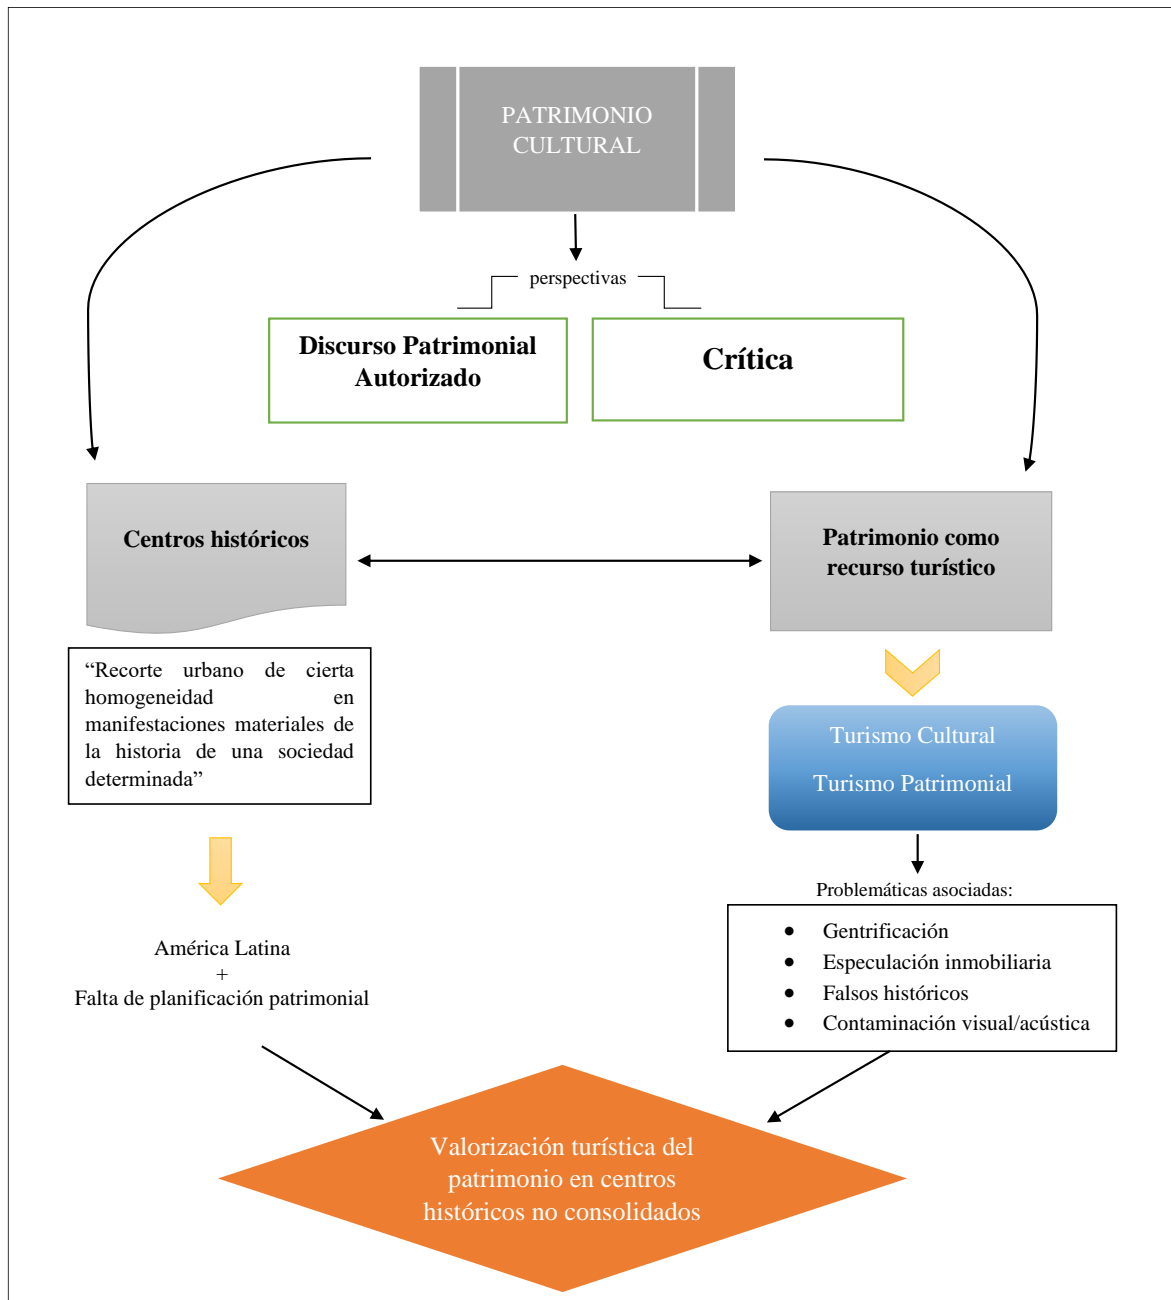 PATRIMONIO
CULTURAL
perspectivas
Discurso Patrimonial
Autorizado
Crítica
Centros históricos
Patrimonio como
recurso turístico
“Recorte urbano de cierta
homogeneidad en
manifestaciones materiales de
la historia de una sociedad
determinada”
Turismo Cultural
Turismo Patrimonial
Problemáticas asociadas:
• Gentrificación
• Especulación inmobiliaria
• Falsos históricos
• Contaminación visual/acústica
América Latina
+
Falta de planificación patrimonial
Valorización turística del
patrimonio en centros
históricos no consolidados